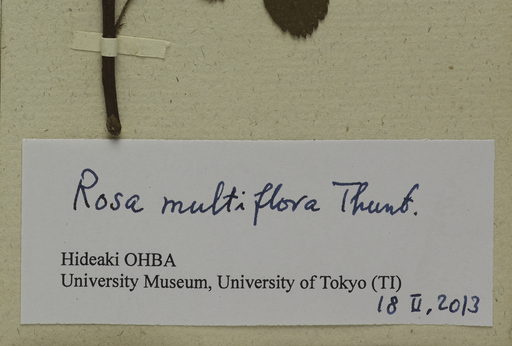 Rosa multiflora Thunb.
Hideaki OHBA
University Museum, University of Tokyo (TI)
18 II, 2013